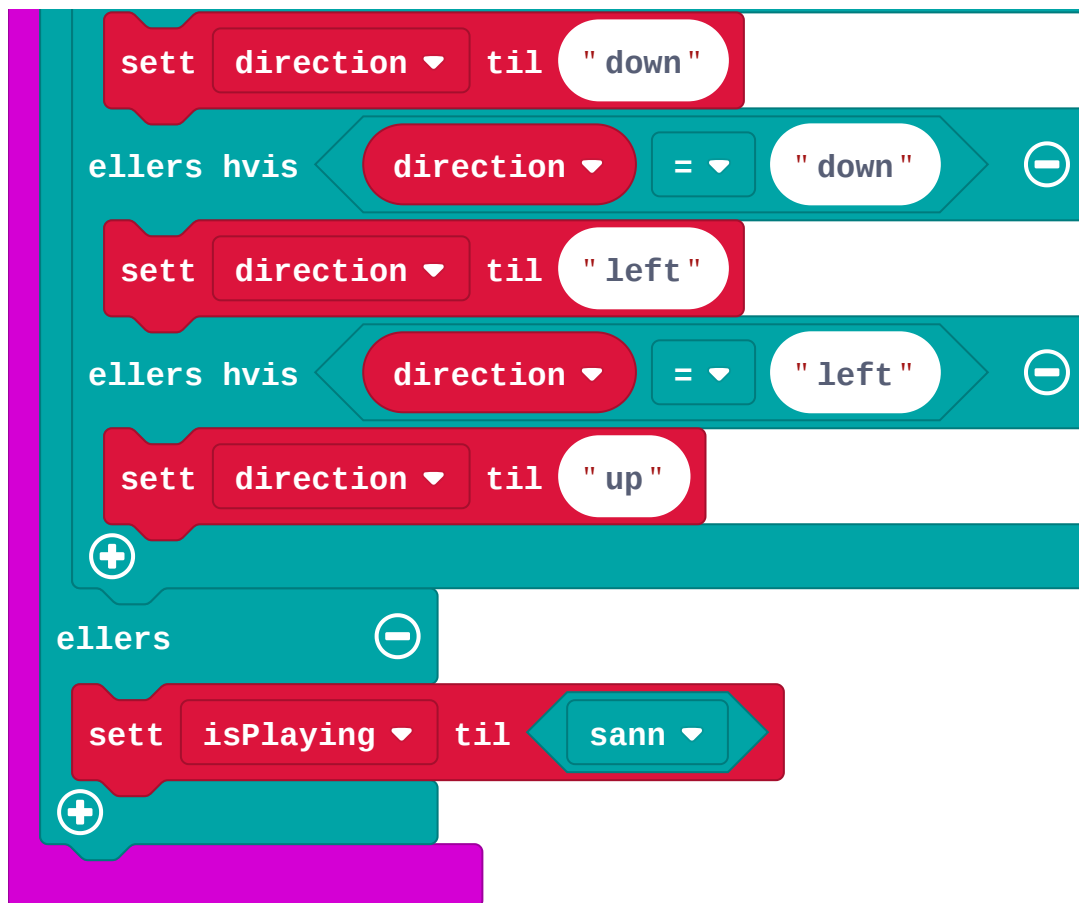 sett direction til "down"
ellers hvis direction = "down"
sett direction til "left"
ellers hvis direction = "left"
sett direction til "up"
ellers
sett isPlaying til sann